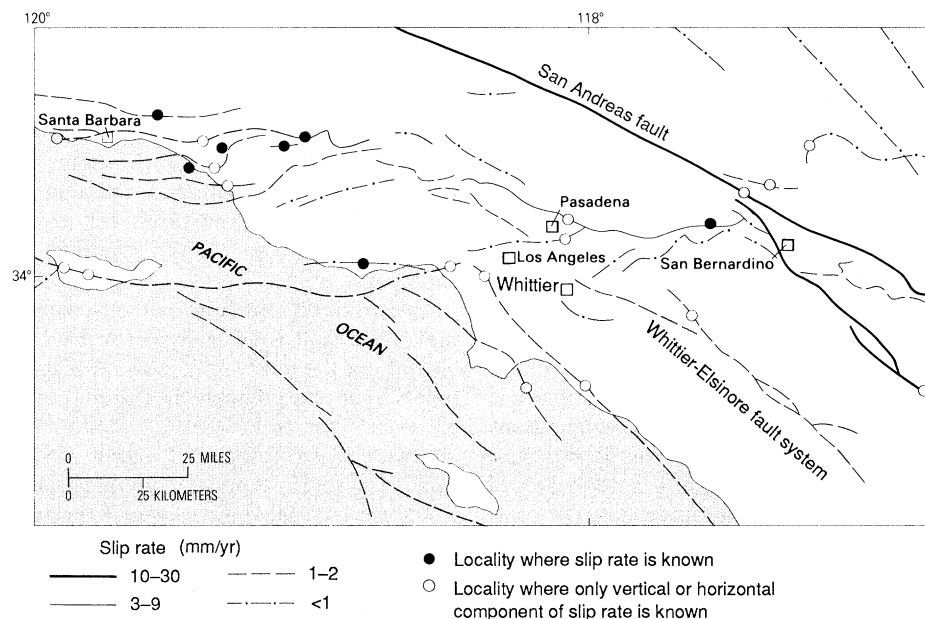 120°
118°
San Andreas fault
Santa Barbara
Pasadena
PACIFIC
Los Angeles
San Bernardino
34°
Whittier
OCEAN
Whittier-Elsinore fault system
0 25 MILES
0 25 KILOMETERS
Slip rate (mm/yr)
10–30
1–2
3–9
<1
Locality where slip rate is known
Locality where only vertical or horizontal
component of slip rate is known